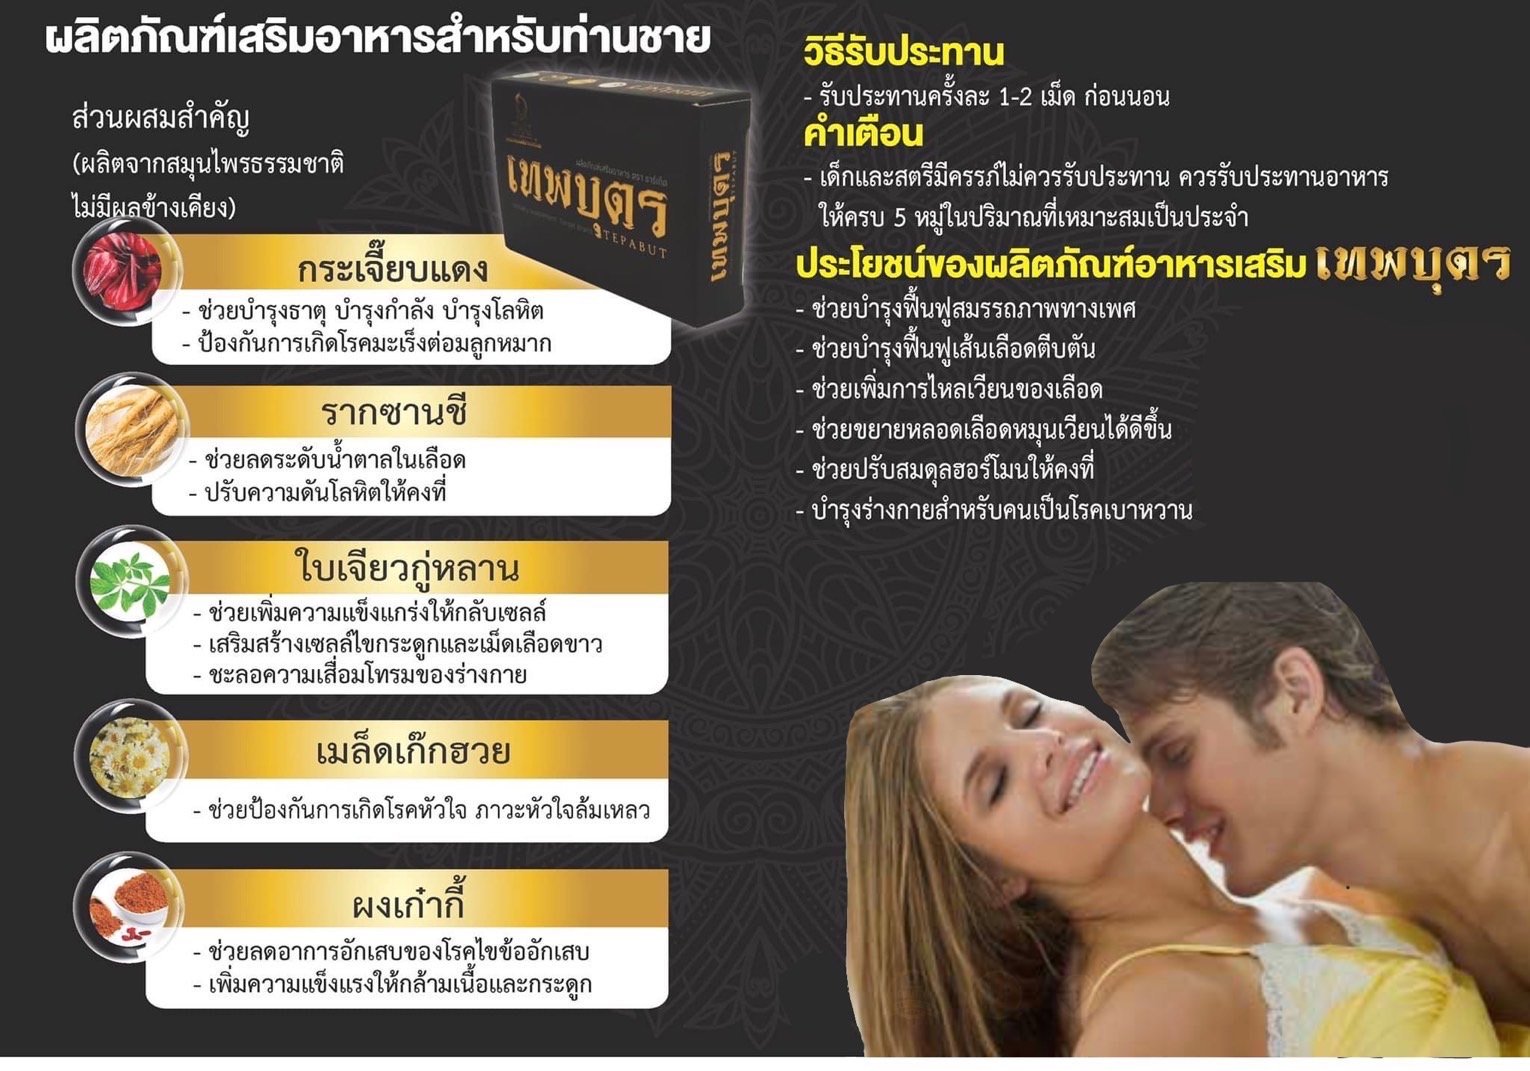 ผลิตภัณฑ์เสริมอาหารสำหรับท่านชาย
ส่วนผสมสำคัญ
(ผลิตจากสมุนไพรธรรมชาติ
ไม่มีผลข้างเคียง)
เทพบุตร
TEPABUT
เทพบุตร
TEPABUT
กระเจี๊ยบแดง
- ช่วยบำรุงธาตุ บำรุงกำลัง บำรุงโลหิต
- ป้องกันการเกิดโรคมะเร็งต่อมลูกหมาก
รากซานชี
- ช่วยลดระดับน้ำตาลในเลือด
- ปรับความดันโลหิตให้คงที่
ใบเจียวกู่หลาน
- ช่วยเพิ่มความแข็งแกร่งให้กลับเซลล์
- เสริมสร้างเซลล์ไขกระดูกและเม็ดเลือดขาว
- ชะลอความเสื่อมโทรมของร่างกาย
เมล็ดเก๊กฮวย
- ช่วยป้องกันการเกิดโรคหัวใจ ภาวะหัวใจล้มเหลว
ผงเก๋ากี้
- ช่วยลดอาการอักเสบของโรคไขข้ออักเสบ
- เพิ่มความแข็งแรงให้กล้ามเนื้อและกระดูก
วิธีรับประทาน
- รับประทานครั้งละ 1-2 เม็ด ก่อนนอน
คำเตือน
- เด็กและสตรีมีครรภ์ไม่ควรรับประทาน ควรรับประทานอาหาร
ให้ครบ 5 หมู่ในปริมาณที่เหมาะสมเป็นประจำ
ประโยชน์ของผลิตภัณฑ์อาหารเสริม เทพบุตร
- ช่วยบำรุงฟื้นฟูสมรรถภาพทางเพศ
- ช่วยบำรุงฟื้นฟูเส้นเลือดตีบตัน
- ช่วยเพิ่มการไหลเวียนของเลือด
- ช่วยขยายหลอดเลือดหมุนเวียนได้ดีขึ้น
- ช่วยปรับสมดุลฮอร์โมนให้คงที่
- บำรุงร่างกายสำหรับคนเป็นโรคเบาหวาน